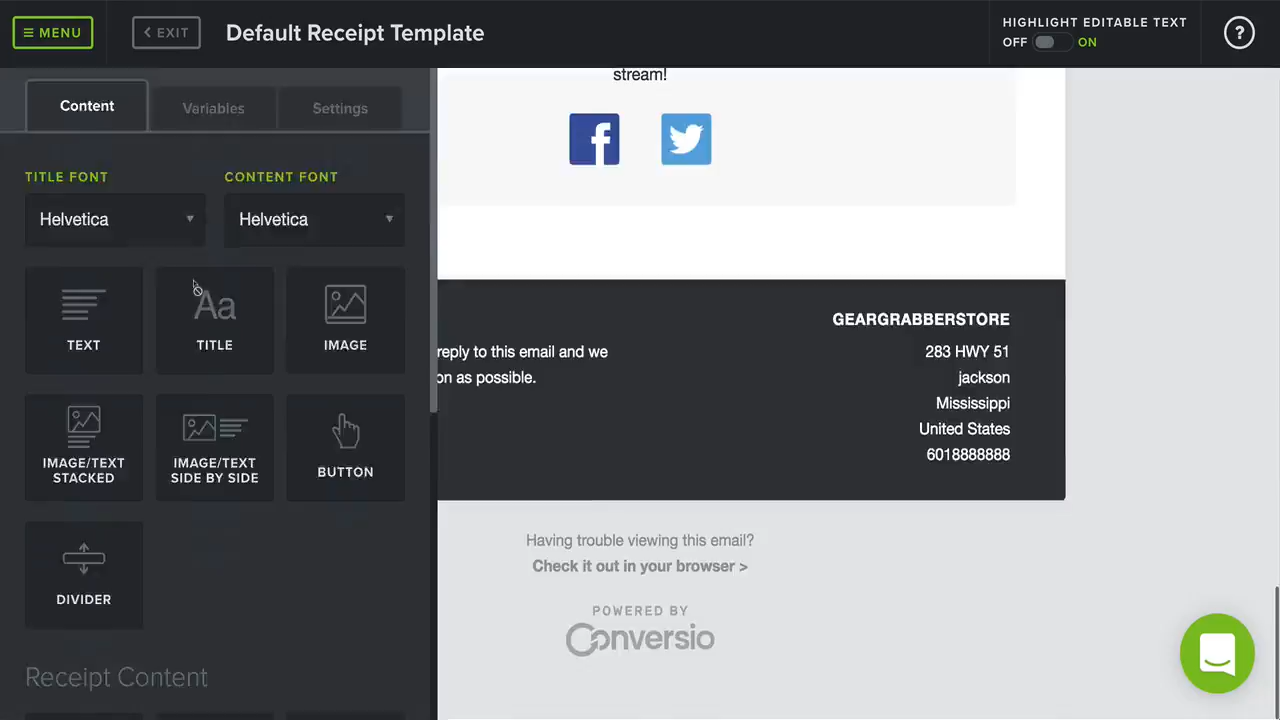 MENU
EXIT
Default Receipt Template
HIGHLIGHT EDITABLE TEXT
OFF
ON
?
Content
Variables
Settings
TITLE FONT
CONTENT FONT
Helvetica
Helvetica
TEXT
Aa
TITLE
IMAGE
IMAGE/TEXT
STACKED
IMAGE/TEXT
SIDE BY SIDE
BUTTON
DIVIDER
Receipt Content
stream!
reply to this email and we
on as possible.
GEARGRABBERSTORE
283 HWY 51
jackson
Mississippi
United States
6018888888
Having trouble viewing this email?
Check it out in your browser >
POWERED BY
Conversio